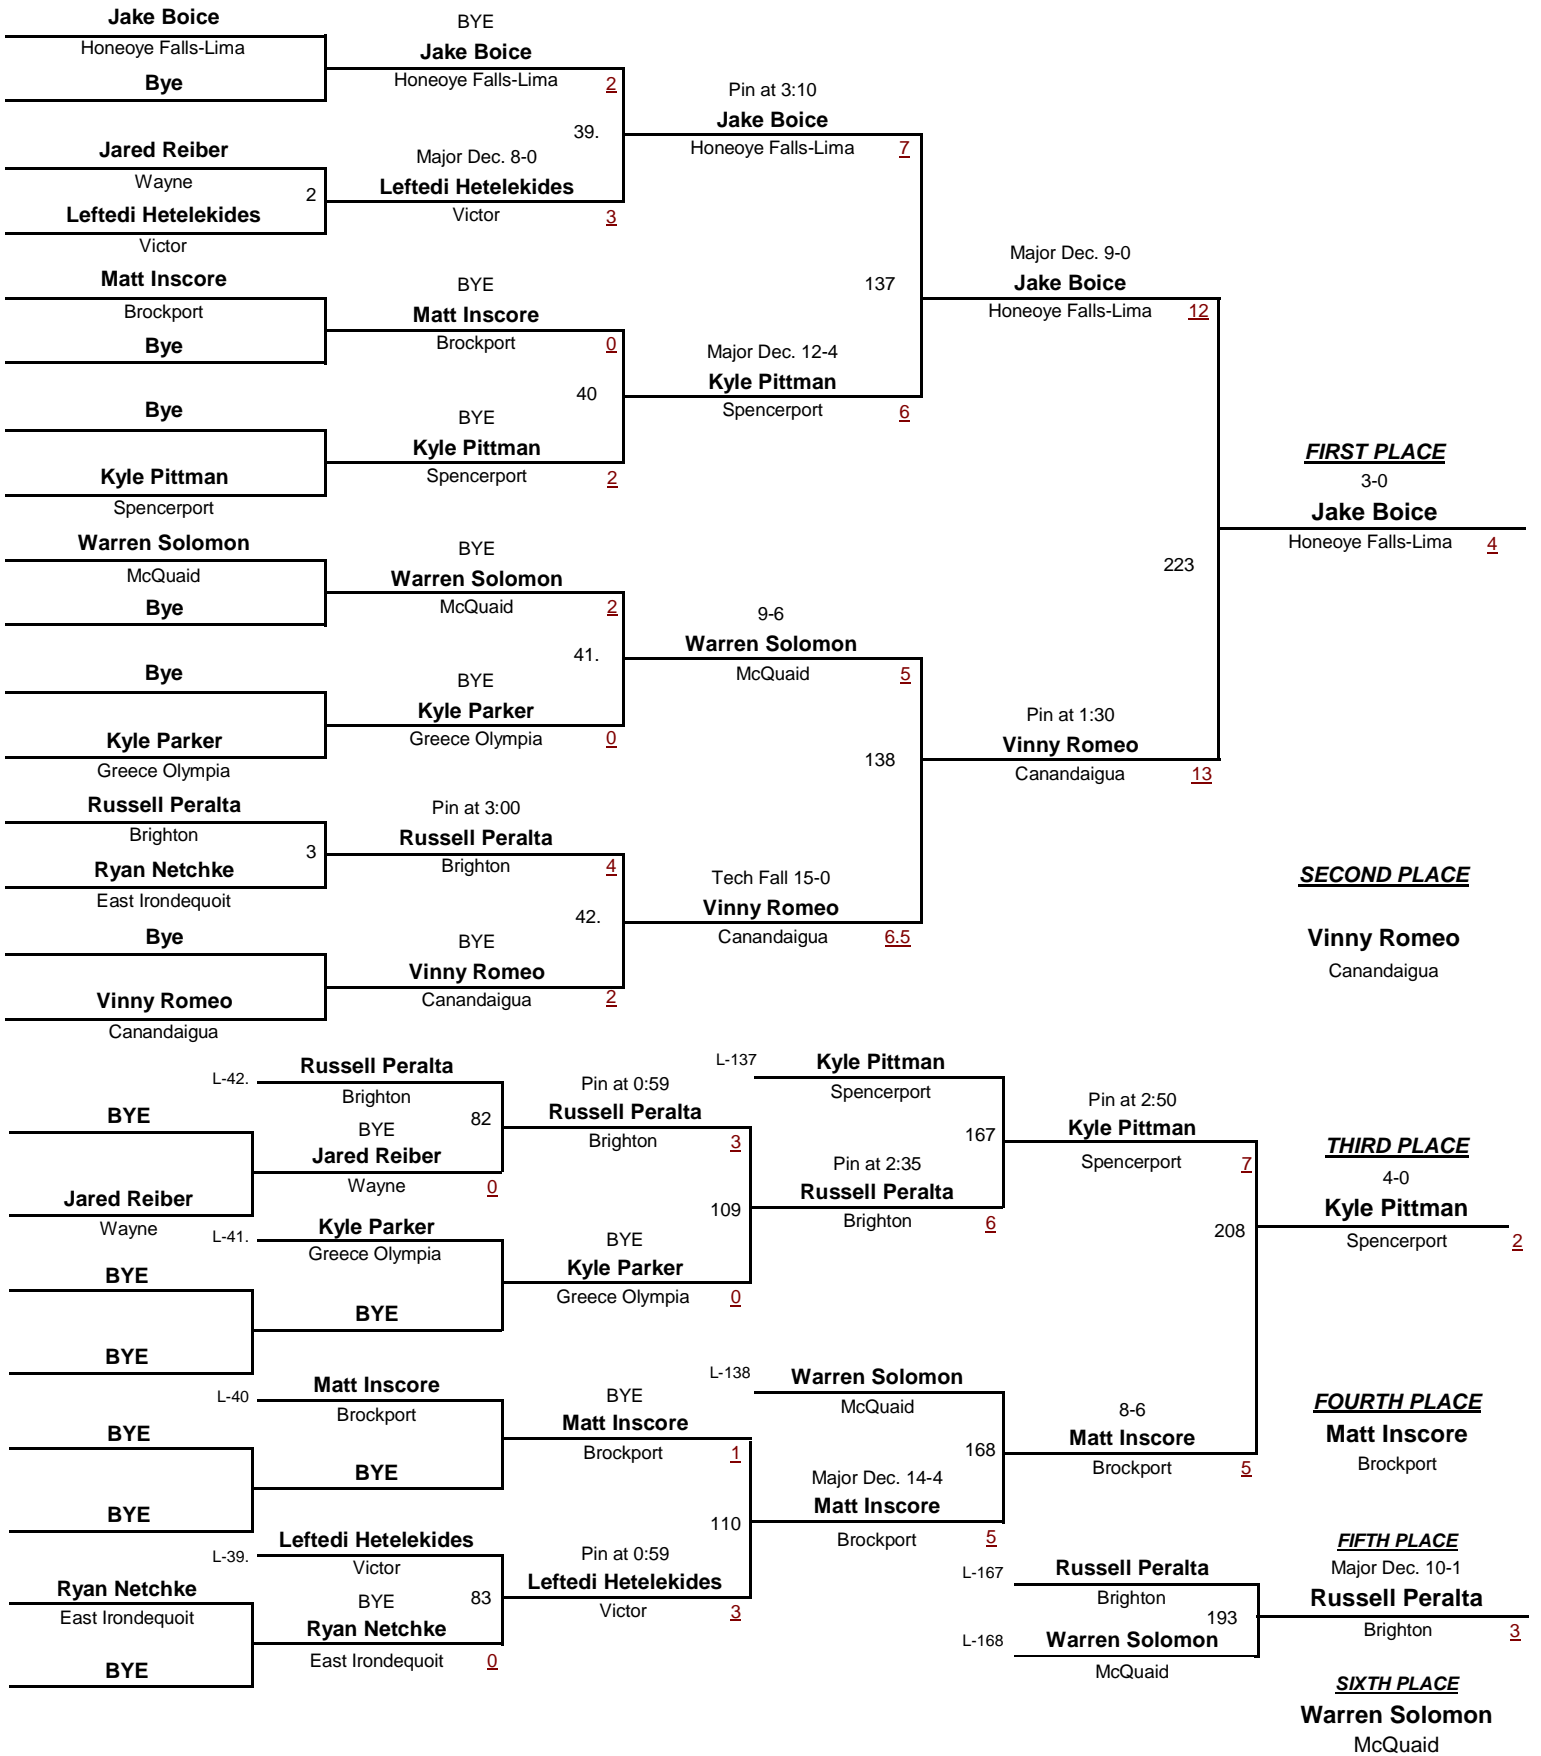 Jake Boice
Honeoye Falls-Lima
Bye
Jared Reiber
Wayne
2
Leftedi Hetelekides
Victor
Matt Inscore
Brockport
Bye
Bye
Kyle Pittman
Spencerport
Warren Solomon
McQuaid
Bye
Bye
Kyle Parker
Greece Olympia
Russell Peralta
Brighton
3
Ryan Netchke
East Irondequoit
Bye
Vinny Romeo
Canandaigua
BYE
Jake Boice
Honeoye Falls-Lima 2
39.
Major Dec. 8-0
Leftedi Hetelekides
Victor 3
BYE
Matt Inscore
Brockport 0
40
BYE
Kyle Pittman
Spencerport 2
BYE
Warren Solomon
McQuaid 2
41.
BYE
Kyle Parker
Greece Olympia 0
Pin at 3:00
Russell Peralta
Brighton 4
42.
BYE
Vinny Romeo
Canandaigua 2
Pin at 3:10
Jake Boice
Honeoye Falls-Lima 7
137
Major Dec. 12-4
Kyle Pittman
Spencerport 6
9-6
Warren Solomon
McQuaid 5
138
Tech Fall 15-0
Vinny Romeo
Canandaigua 6.5
Major Dec. 9-0
Jake Boice
Honeoye Falls-Lima 12
223
Pin at 1:30
Vinny Romeo
Canandaigua 13
FIRST PLACE
3-0
Jake Boice
Honeoye Falls-Lima 4
SECOND PLACE
Vinny Romeo
Canandaigua
BYE
Jared Reiber
Wayne
BYE
BYE
BYE
BYE
Ryan Netchke
East Irondequoit
BYE
L-42. Russell Peralta
Brighton
82
BYE
Jared Reiber
Wayne 0
L-41. Kyle Parker
Greece Olympia
BYE
L-40 Matt Inscore
Brockport
BYE
L-39. Leftedi Hetelekides
Victor
83
BYE
Ryan Netchke
East Irondequoit 0
Pin at 0:59
Russell Peralta
Brighton 3
109
BYE
Kyle Parker
Greece Olympia 0
BYE
Matt Inscore
Brockport 1
110
Pin at 0:59
Leftedi Hetelekides
Victor 3
L-137 Kyle Pittman
Spencerport
167
Pin at 2:35
Russell Peralta
Brighton 6
L-138 Warren Solomon
McQuaid
168
Major Dec. 14-4
Matt Inscore
Brockport 5
Pin at 2:50
Kyle Pittman
Spencerport 7
208
8-6
Matt Inscore
Brockport 5
L-167 Russell Peralta
Brighton
193
L-168 Warren Solomon
McQuaid
THIRD PLACE
4-0
Kyle Pittman
Spencerport 2
FOURTH PLACE
Matt Inscore
Brockport
FIFTH PLACE
Major Dec. 10-1
Russell Peralta
Brighton 3
SIXTH PLACE
Warren Solomon
McQuaid